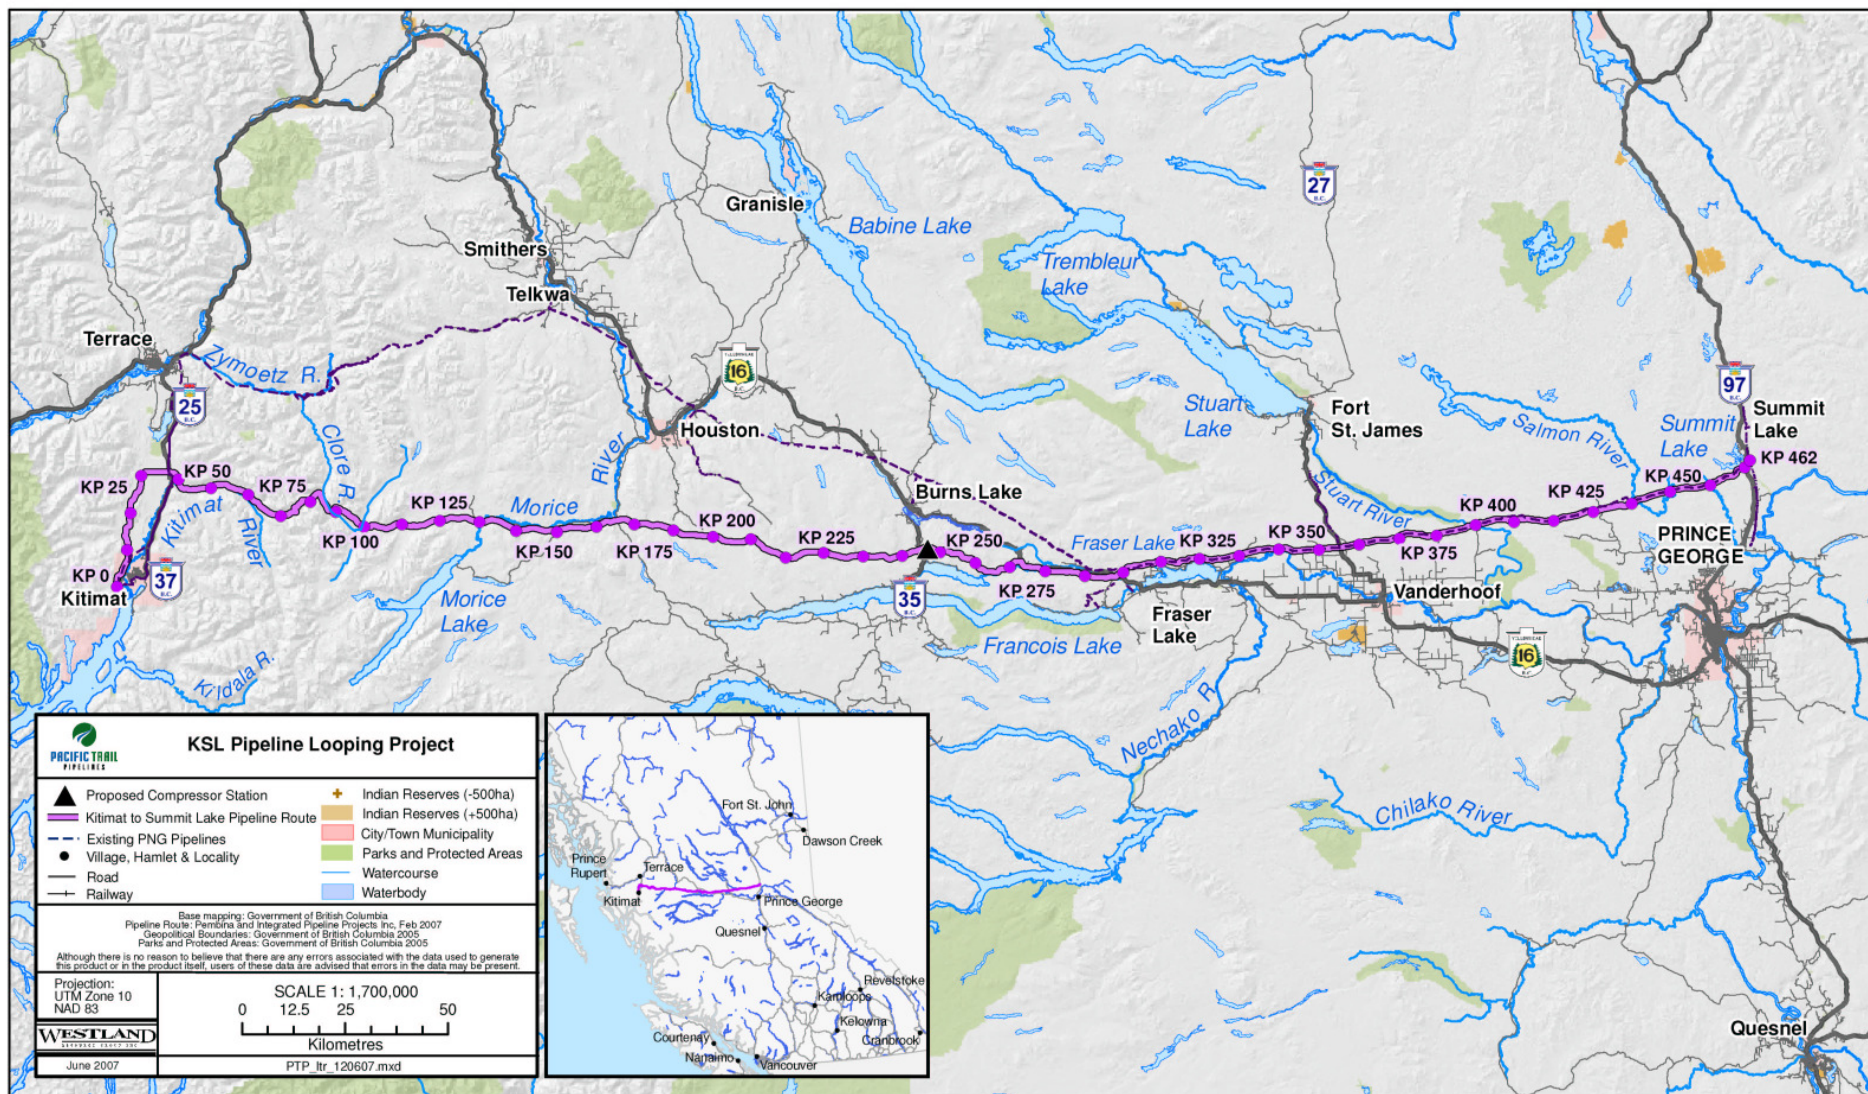 27
B.C.
Granisle
Babine Lake
Smithers
Trembleur
Lake
Telkwa
Terrace
Zymoetz R.
16
B.C.
25
B.C.
97
B.C.
Stuart
Lake
Fort
St. James
Summit
Lake
Salmon River
Summit
Lake
Houston
Clore R.
River
KP 462
KP 25
KP 50
KP 75
KP 450
Stuart River
KP 425
Burns Lake
Kitimat
River
KP 125
Morice
KP 400
KP 200
KP 100
KP 150
KP 175
KP 225
KP 250
Fraser Lake
KP 325
KP 350
KP 375
PRINCE
GEORGE
KP 0
Kitimat
37
B.C.
KP 275
Vanderhoof
Morice
Lake
35
B.C.
Fraser
Lake
Francois Lake
16
B.C.
Kildala R.
Nechako R.
Chilako River
Quesnel
PACIFIC TRAIL
PIPELINES
KSL Pipeline Looping Project
Proposed Compressor Station
Kitimat to Summit Lake Pipeline Route
Existing PNG Pipelines
Village, Hamlet & Locality
Road
Railway
Indian Reserves (-500ha)
Indian Reserves (+500ha)
City/Town Municipality
Parks and Protected Areas
Watercourse
Waterbody
Base mapping: Government of British Columbia
Pipeline Route: Pembina and Integrated Pipeline Projects Inc, Feb 2007
Geopolitical Boundaries: Government of British Columbia 2005
Parks and Protected Areas: Government of British Columbia 2005
Although there is no reason to believe that there are any errors associated with the data used to generate
this product or in the product itself, users of these data are advised that errors in the data may be present.
Projection:
UTM Zone 10
NAD 83
SCALE 1: 1,700,000
0 12.5 25 50
Kilometres
WESTLAND
RESOURCE GROUP INC
June 2007
PTP_ltr_120607.mxd
Fort St. John
Dawson Creek
Prince
Rupert
Terrace
Kitimat
Prince George
Quesnel
Revelstoke
Kamloops
Kelowna
Cranbrook
Courtenay
Nanaimo
Vancouver